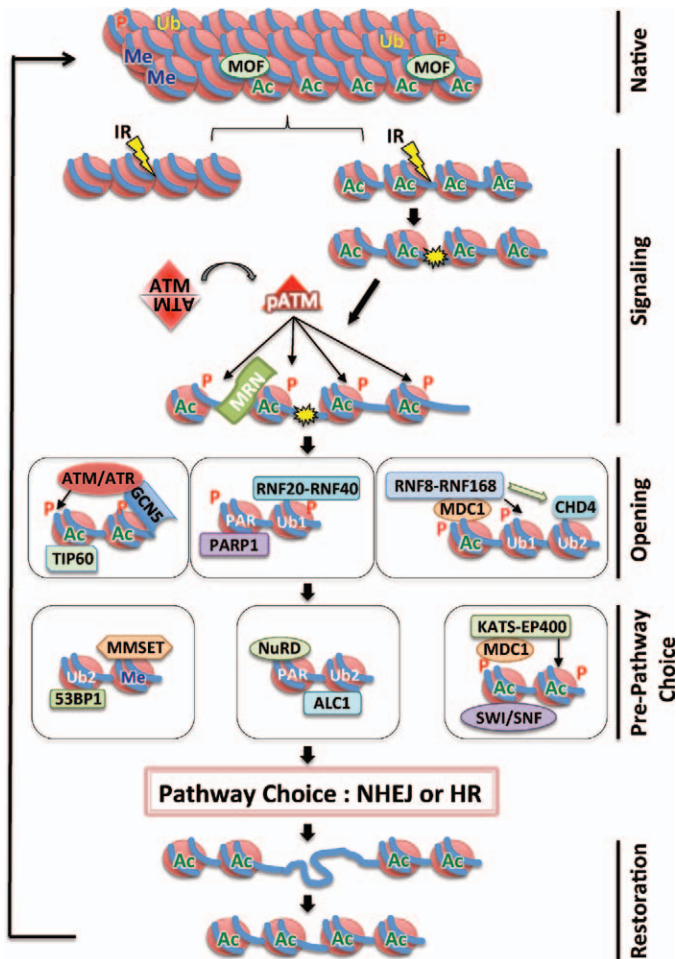 P
Ub
Ub
P
Me
Me
MOF
MOF
Ac
Ac
Ac
Ac
Ac
Native
IR
IR
Ac
Ac
Ac
Ac
Ac
Ac
Ac
Ac
ATM
ATM
pATM
Signaling
P
MRN
P
P
P
Ac
Ac
Ac
Ac
ATM/ATR
GCN5
P
P
Ac
Ac
TIP60
RNF20-RNF40
P
P
PAR
Ub1
PARP1
RNF8-RNF168
MDC1
CHD4
P
P
Ac
Ub1
Ub2
Opening
MMSET
Ub2
Me
53BP1
NuRD
PAR
Ub2
ALC1
KATS-EP400
MDC1
P
P
Ac
Ac
SWI/SNF
Pre-Pathway
Choice
Pathway Choice : NHEJ or HR
Ac
Ac
Ac
Ac
Ac
Ac
Ac
Ac
Restoration